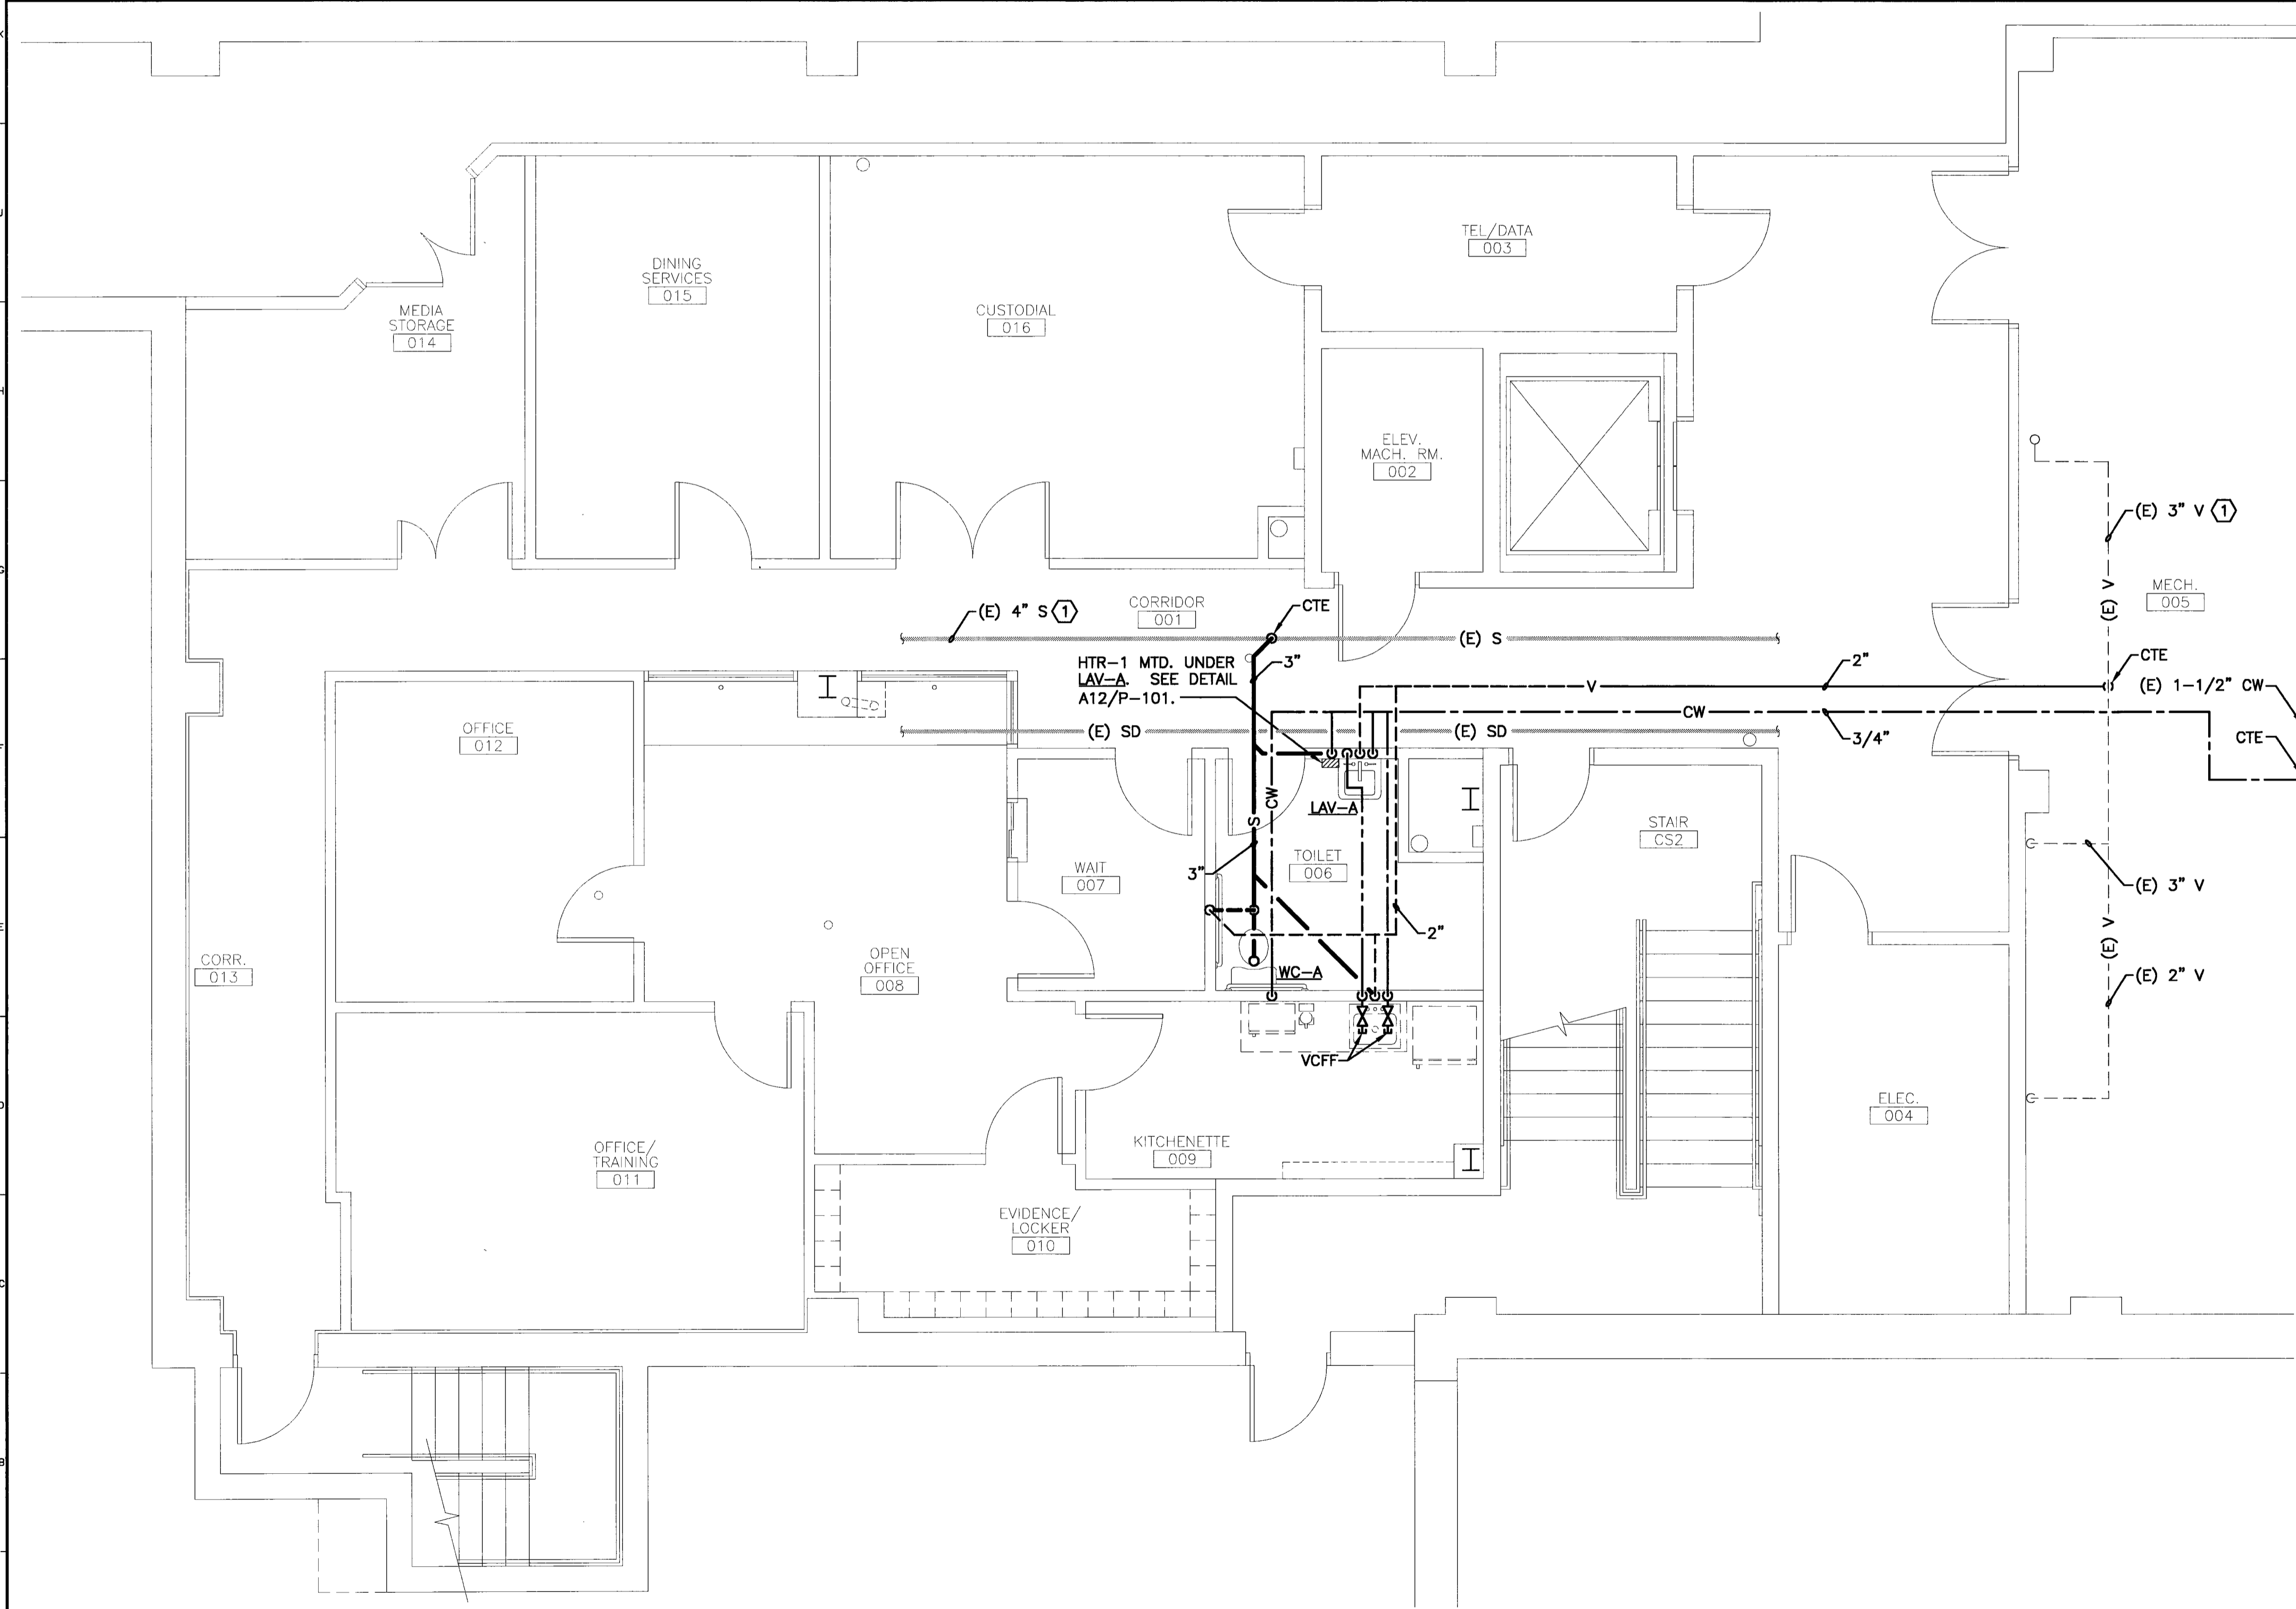 K
J
TEL/DATA
003
DINING
SERVICES
015
MEDIA
STORAGE
014
CUSTODIAL
016
H
ELEV.
MACH. RM.
002
(E) 3" V 1
G
(E) V
MECH.
005
(E) 4" S 1
CORRIDOR
001
CTE
(E) S
HTR-1 MTD. UNDER
LAV-A. SEE DETAIL
A12/P-101.
3"
2"
CTE
V
(E) 1-1/2" CW
CW
F
OFFICE
012
(E) SD
(E) SD
3/4"
CTE
CW
LAV-A
S
STAIR
CS2
TOILET
006
WAIT
007
3"
(E) 3" V
E
2"
(E) V
CORR.
013
OPEN
OFFICE
008
WC-A
(E) 2" V
VCFF
D
ELEC.
004
OFFICE/
TRAINING
011
KITCHENETTE
009
EVIDENCE/
LOCKER
010
C
B